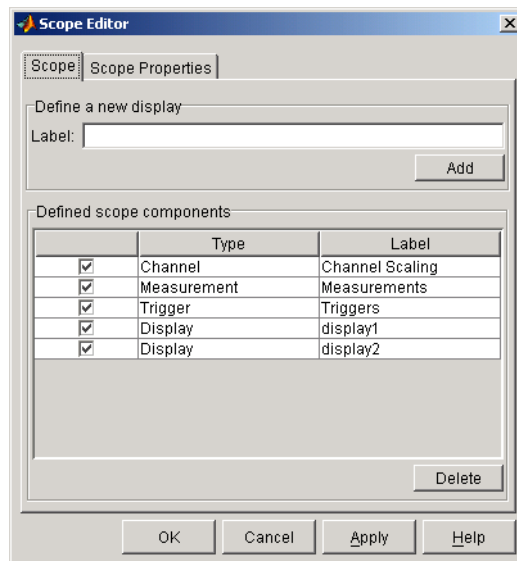 Scope Editor
Scope Scope Properties
Define a new display
Label:
Add
Defined scope components
Type Label
Channel Channel Scaling
Measurement Measurements
Trigger Triggers
Display display1
Display display2
Delete
OK Cancel Apply Help